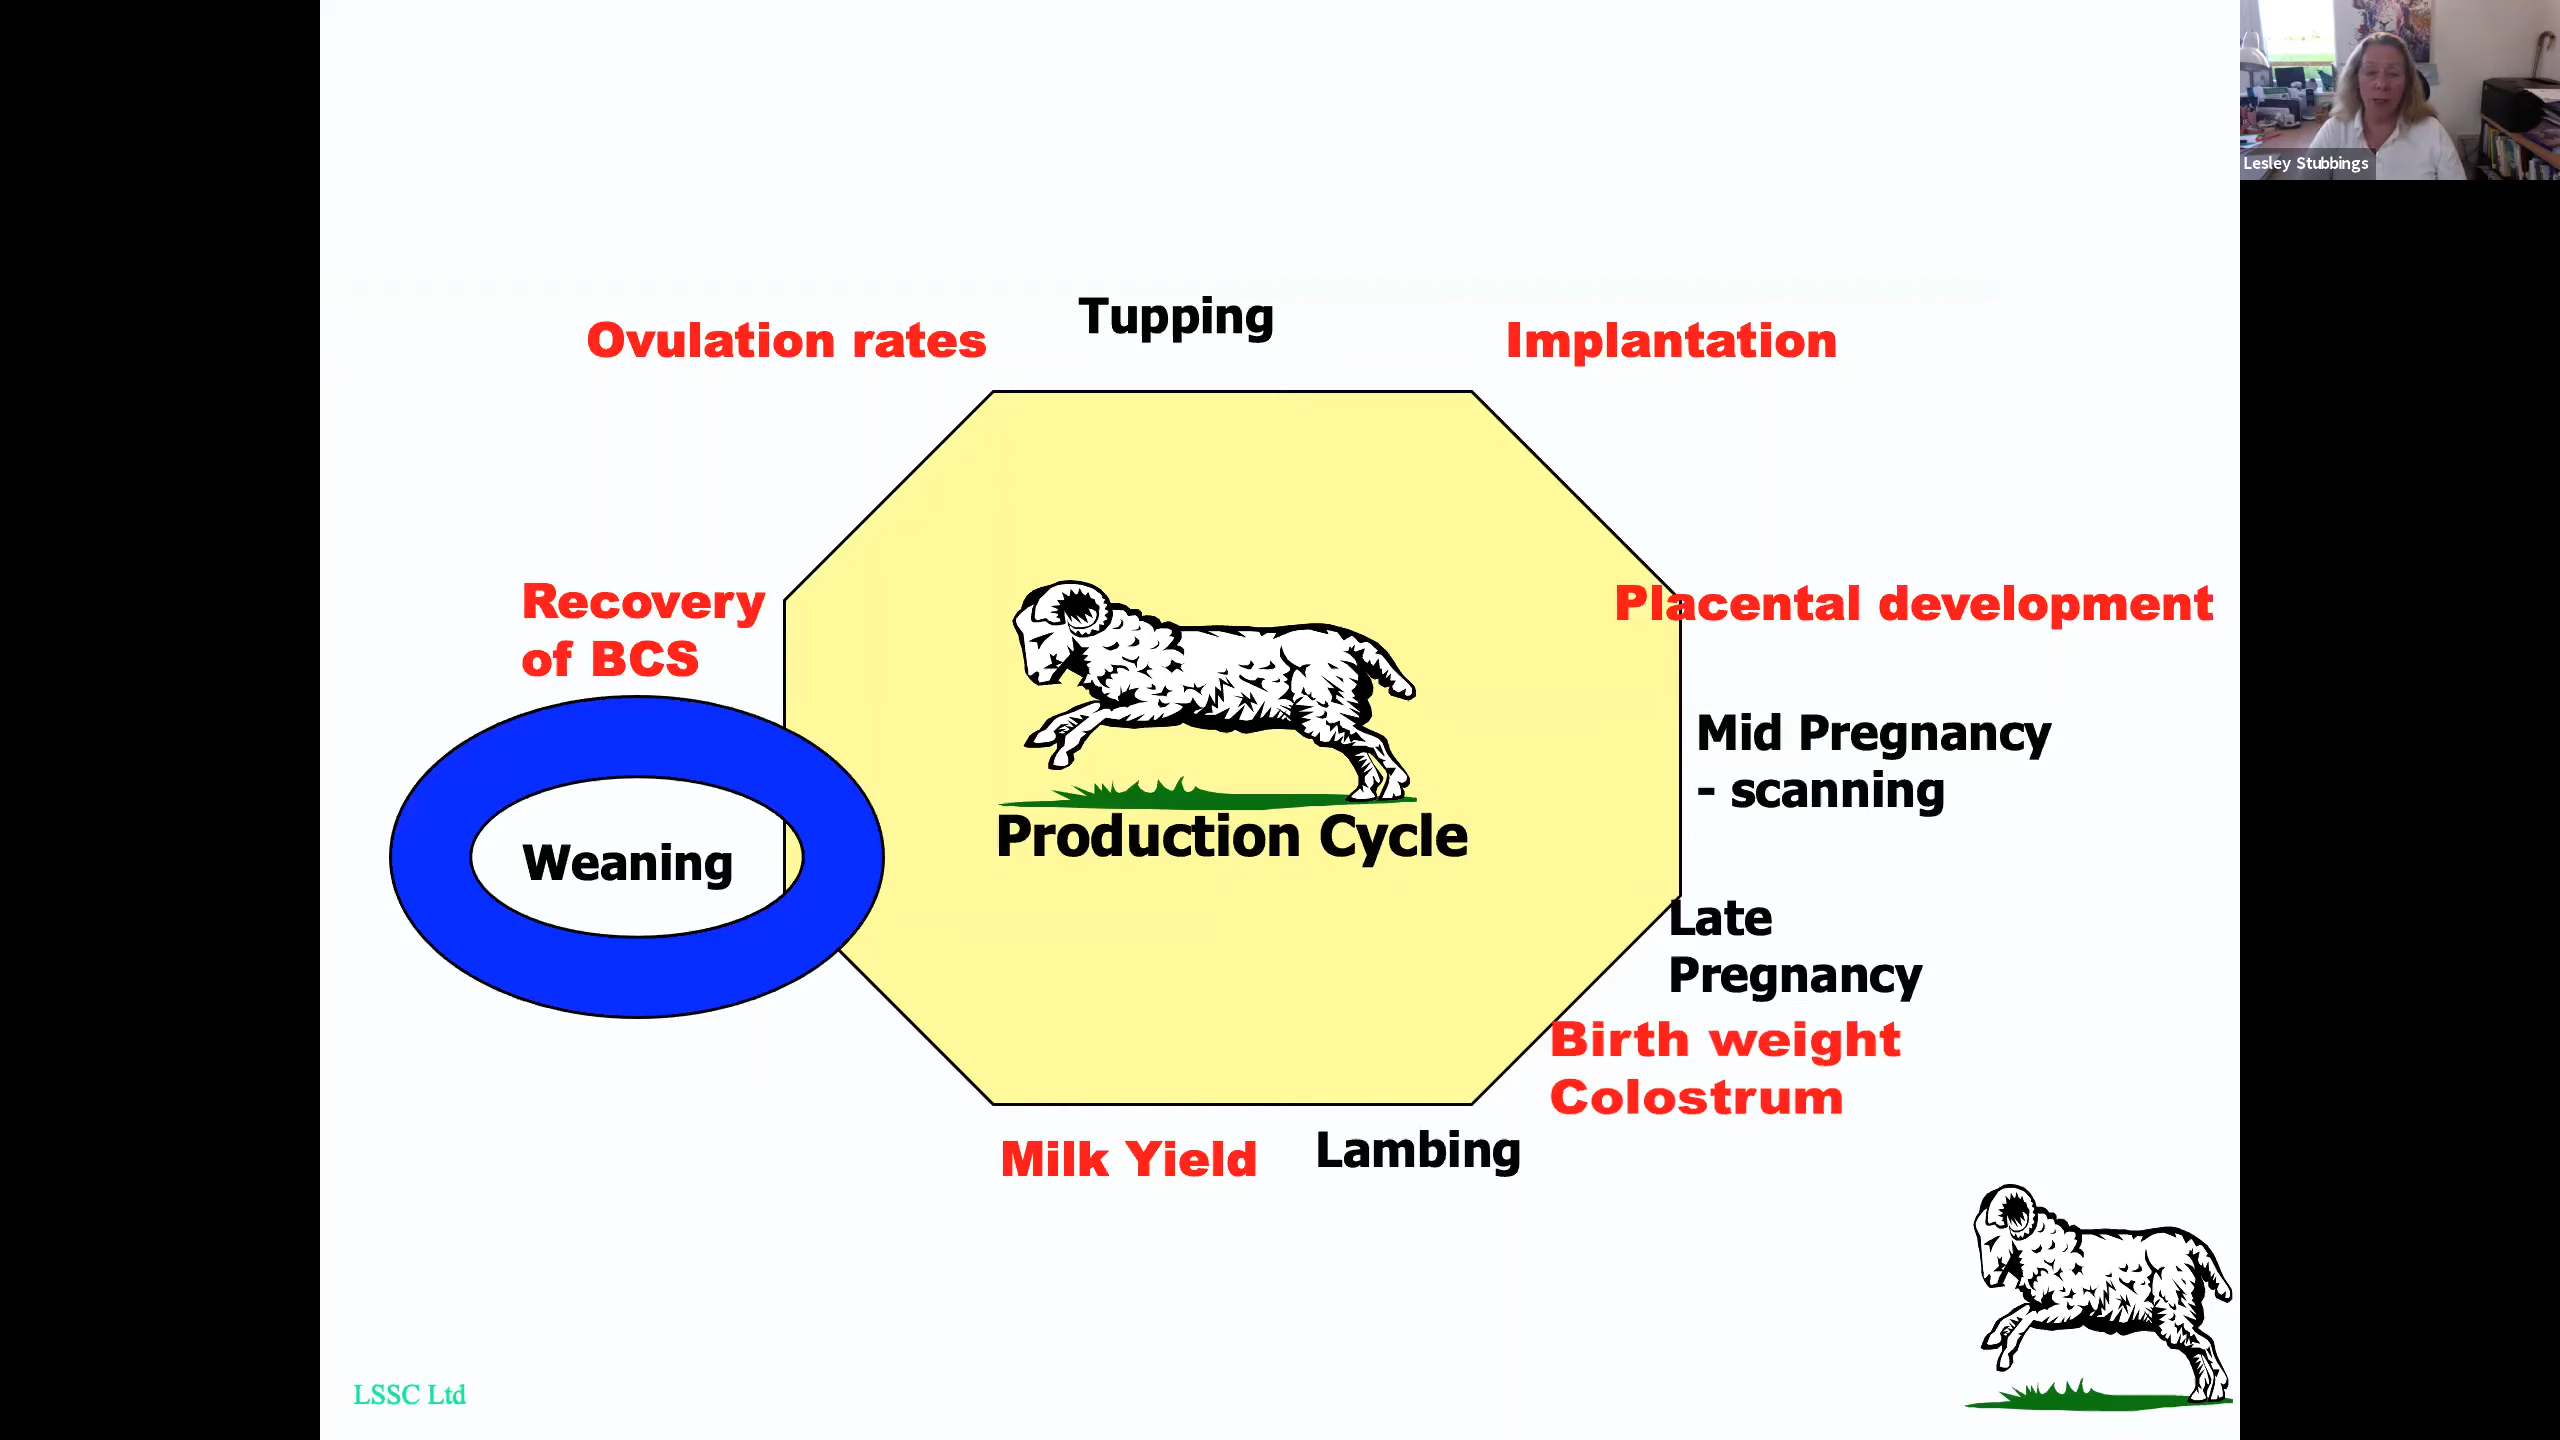 Lesley Stubbings
Tupping
Ovulation rates
Implantation
Recovery
of BCS
Placental development
Mid Pregnancy
- scanning
Production Cycle
Weaning
Late
Pregnancy
Birth weight
Colostrum
Milk Yield
Lambing
LSSC Ltd